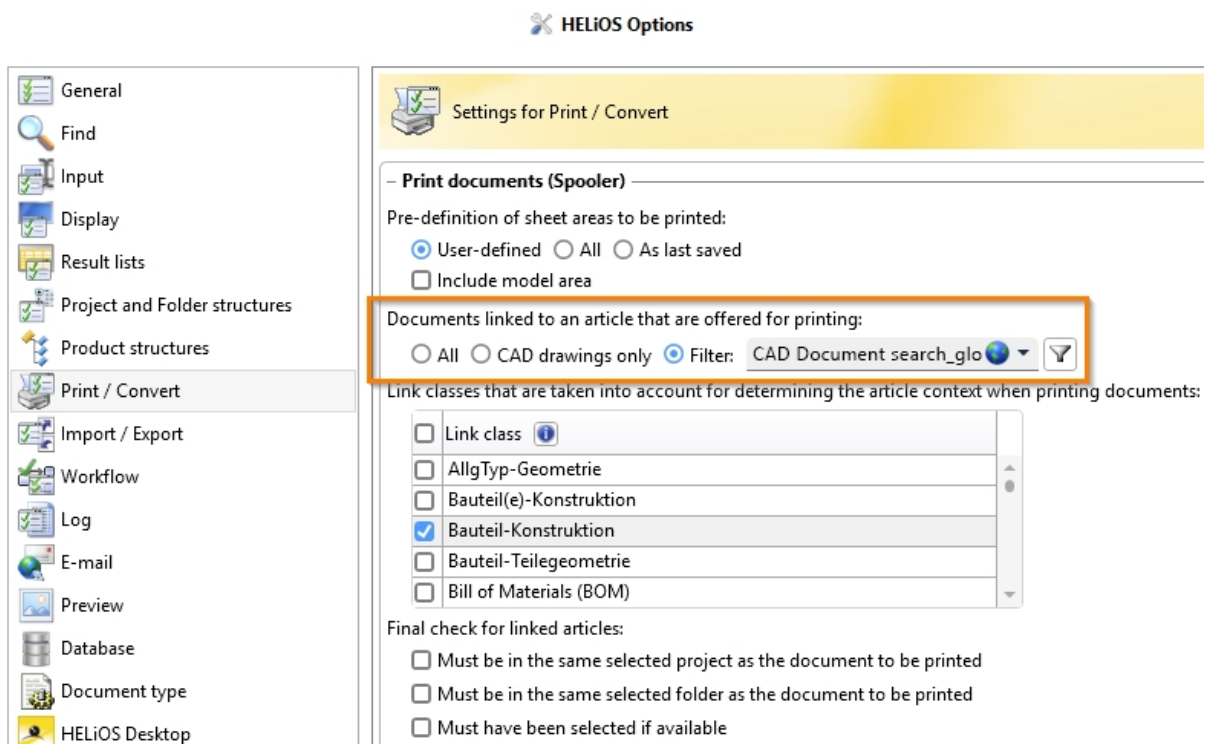 HELiOS Options
General
Find
Input
Display
Result lists
Project and Folder structures
Product structures
Print / Convert
Import / Export
Workflow
Log
E-mail
Preview
Database
Document type
HELiOS Desktop
Settings for Print / Convert
Print documents (Spooler)
Pre-definition of sheet areas to be printed:
User-defined All As last saved
Include model area
Documents linked to an article that are offered for printing:
All CAD drawings only Filter: CAD Document search_glo
Link classes that are taken into account for determining the article context when printing documents:
Link class
AllgTyp-Geometrie
Bauteil(e)-Konstruktion
Bauteil-Konstruktion
Bauteil-Teilegeometrie
Bill of Materials (BOM)
Final check for linked articles:
Must be in the same selected project as the document to be printed
Must be in the same selected folder as the document to be printed
Must have been selected if available